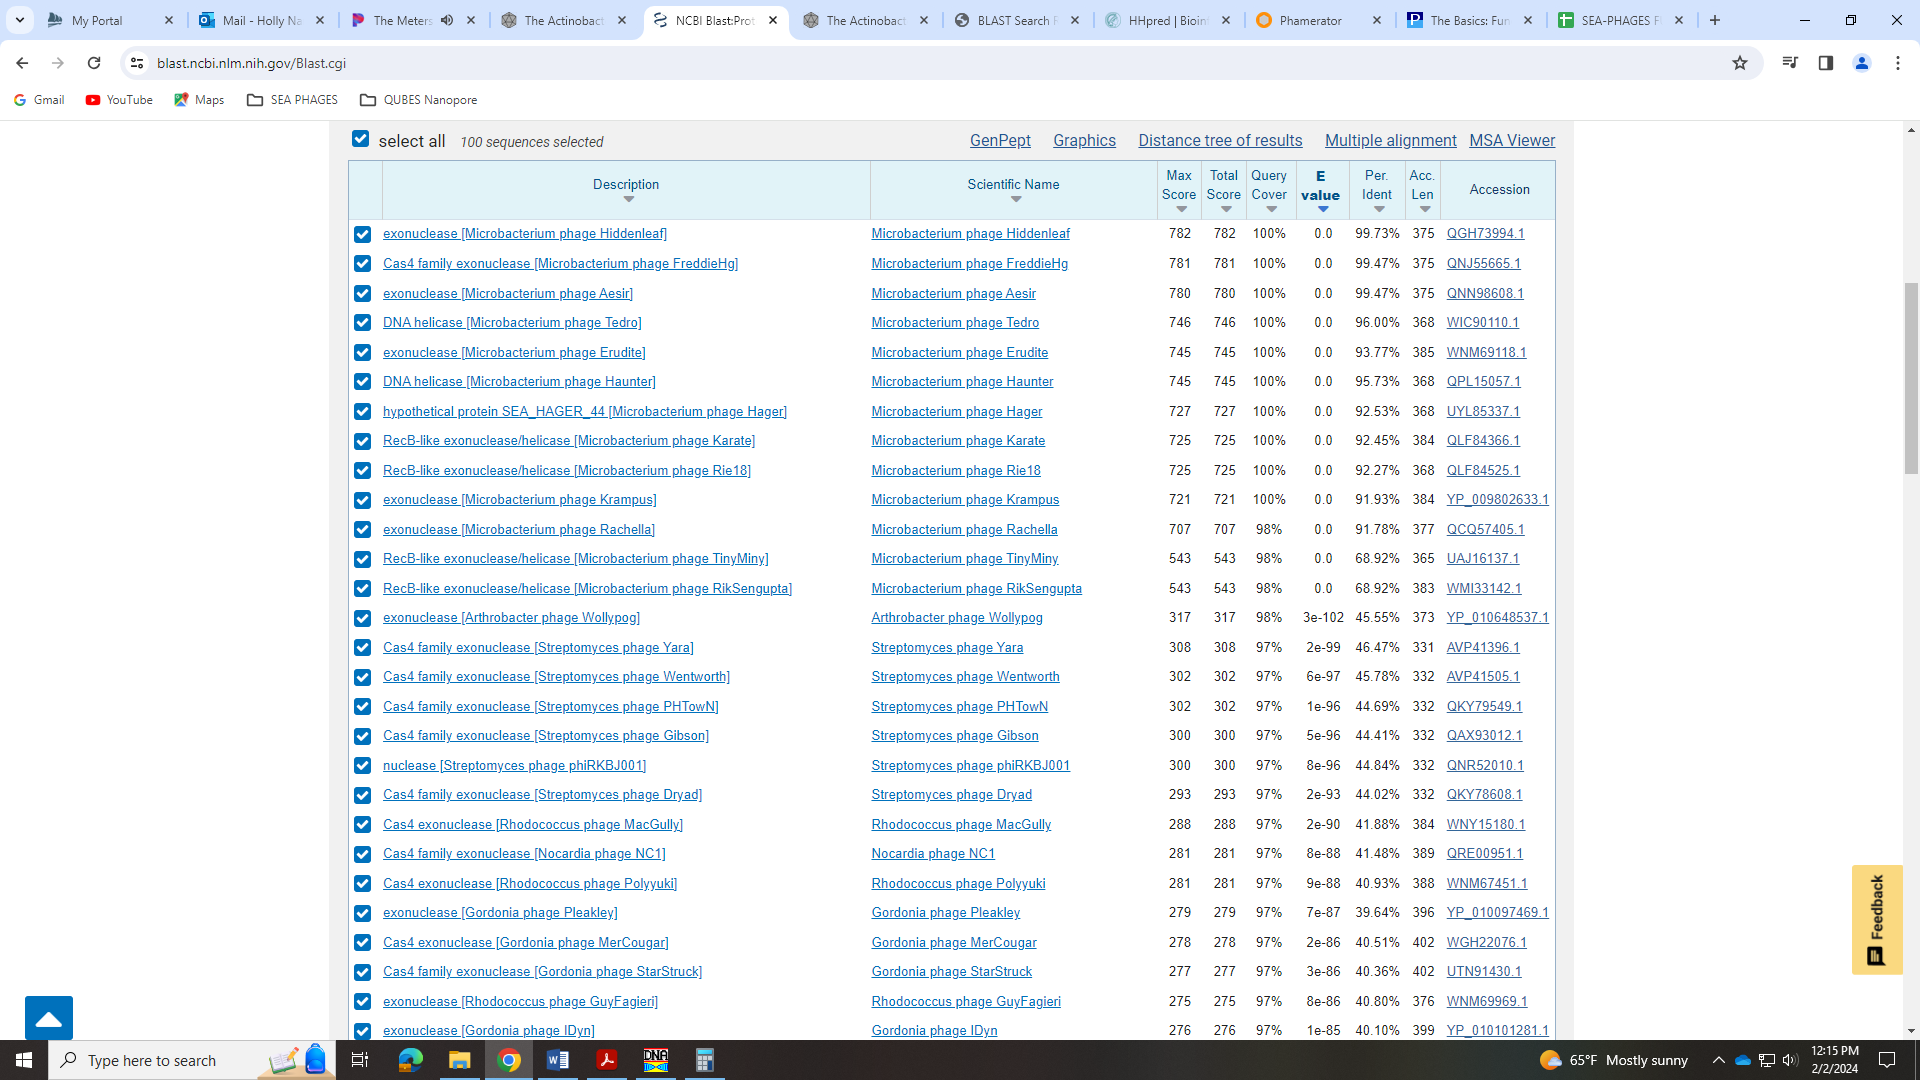 My Portal
Mail - Holly Na
The Meters
The Actinobact
NCBI Blast:Prot
The Actinobact
BLAST Search F
HHpred | Bioinf
Phamerator
The Basics: Fun
SEA-PHAGES F
blast.ncbi.nlm.nih.gov/Blast.cgi
Gmail YouTube Maps SEA PHAGES QUBES Nanopore
select all 100 sequences selected GenPept Graphics Distance tree of results Multiple alignment MSA Viewer
Description Scientific Name Max Score Total Score Query Cover E value Per. Ident Acc. Len Accession
exonuclease [Microbacterium phage Hiddenleaf] Microbacterium phage Hiddenleaf 782 782 100% 0.0 99.73% 375 QGH73994.1
Cas4 family exonuclease [Microbacterium phage FreddieHg] Microbacterium phage FreddieHg 781 781 100% 0.0 99.47% 375 QNJ55665.1
exonuclease [Microbacterium phage Aesir] Microbacterium phage Aesir 780 780 100% 0.0 99.47% 375 QNN98608.1
DNA helicase [Microbacterium phage Tedro] Microbacterium phage Tedro 746 746 100% 0.0 96.00% 368 WIC90110.1
exonuclease [Microbacterium phage Erudite] Microbacterium phage Erudite 745 745 100% 0.0 93.77% 385 WNM69118.1
DNA helicase [Microbacterium phage Haunter] Microbacterium phage Haunter 745 745 100% 0.0 95.73% 368 QPL15057.1
hypothetical protein SEA_HAGER_44 [Microbacterium phage Hager] Microbacterium phage Hager 727 727 100% 0.0 92.53% 368 UYL85337.1
RecB-like exonuclease/helicase [Microbacterium phage Karate] Microbacterium phage Karate 725 725 100% 0.0 92.45% 384 QLF84366.1
RecB-like exonuclease/helicase [Microbacterium phage Rie18] Microbacterium phage Rie18 725 725 100% 0.0 92.27% 368 QLF84525.1
exonuclease [Microbacterium phage Krampus] Microbacterium phage Krampus 721 721 100% 0.0 91.93% 384 YP_009802633.1
exonuclease [Microbacterium phage Rachella] Microbacterium phage Rachella 707 707 98% 0.0 91.78% 377 QCQ57405.1
RecB-like exonuclease/helicase [Microbacterium phage TinyMiny] Microbacterium phage TinyMiny 543 543 98% 0.0 68.92% 365 UAJ16137.1
RecB-like exonuclease/helicase [Microbacterium phage RikSengupta] Microbacterium phage RikSengupta 543 543 98% 0.0 68.92% 383 WMI33142.1
exonuclease [Arthrobacter phage Wollypog] Arthrobacter phage Wollypog 317 317 98% 3e-102 45.55% 373 YP_010648537.1
Cas4 family exonuclease [Streptomyces phage Yara] Streptomyces phage Yara 308 308 97% 2e-99 46.47% 331 AVP41396.1
Cas4 family exonuclease [Streptomyces phage Wentworth] Streptomyces phage Wentworth 302 302 97% 6e-97 45.78% 332 AVP41505.1
Cas4 family exonuclease [Streptomyces phage PHTowN] Streptomyces phage PHTowN 302 302 97% 1e-96 44.69% 332 QKY79549.1
Cas4 family exonuclease [Streptomyces phage Gibson] Streptomyces phage Gibson 300 300 97% 5e-96 44.41% 332 QAX93012.1
nuclease [Streptomyces phage phiRKBJ001] Streptomyces phage phiRKBJ001 300 300 97% 8e-96 44.84% 332 QNR52010.1
Cas4 family exonuclease [Streptomyces phage Dryad] Streptomyces phage Dryad 293 293 97% 2e-93 44.02% 332 QKY78608.1
Cas4 exonuclease [Rhodococcus phage MacGully] Rhodococcus phage MacGully 288 288 97% 2e-90 41.88% 384 WNY15180.1
Cas4 family exonuclease [Nocardia phage NC1] Nocardia phage NC1 281 281 97% 8e-88 41.48% 389 QRE00951.1
Cas4 exonuclease [Rhodococcus phage Polyyuki] Rhodococcus phage Polyyuki 281 281 97% 9e-88 40.93% 388 WNM67451.1
exonuclease [Gordonia phage Pleakley] Gordonia phage Pleakley 279 279 97% 7e-87 39.64% 396 YP_010097469.1
Cas4 exonuclease [Gordonia phage MerCougar] Gordonia phage MerCougar 278 278 97% 2e-86 40.51% 402 WGH22076.1
Cas4 family exonuclease [Gordonia phage StarStruck] Gordonia phage StarStruck 277 277 97% 3e-86 40.36% 402 UTN91430.1
exonuclease [Rhodococcus phage GuyFagieri] Rhodococcus phage GuyFagieri 275 275 97% 8e-86 40.80% 376 WNM69969.1
exonuclease [Gordonia phage IDyn] Gordonia phage IDyn 276 276 97% 1e-85 40.10% 399 YP_010101281.1
Feedback
Type here to search
DNA
65°F Mostly sunny
12:15 PM
2/2/2024